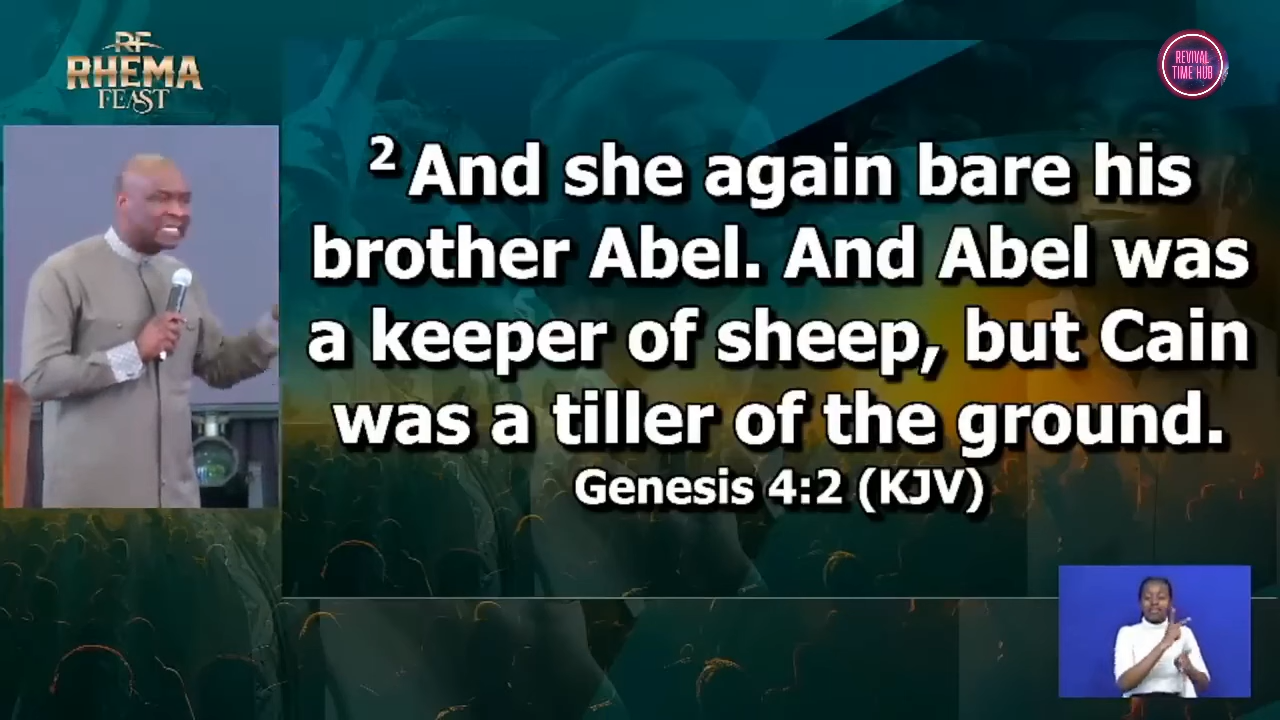 RF
RHEMA
FEAST
REVIVAL
TIME HUB
2 And she again bare his
brother Abel. And Abel was
a keeper of sheep, but Cain
was a tiller of the ground.
Genesis 4:2 (KJV)